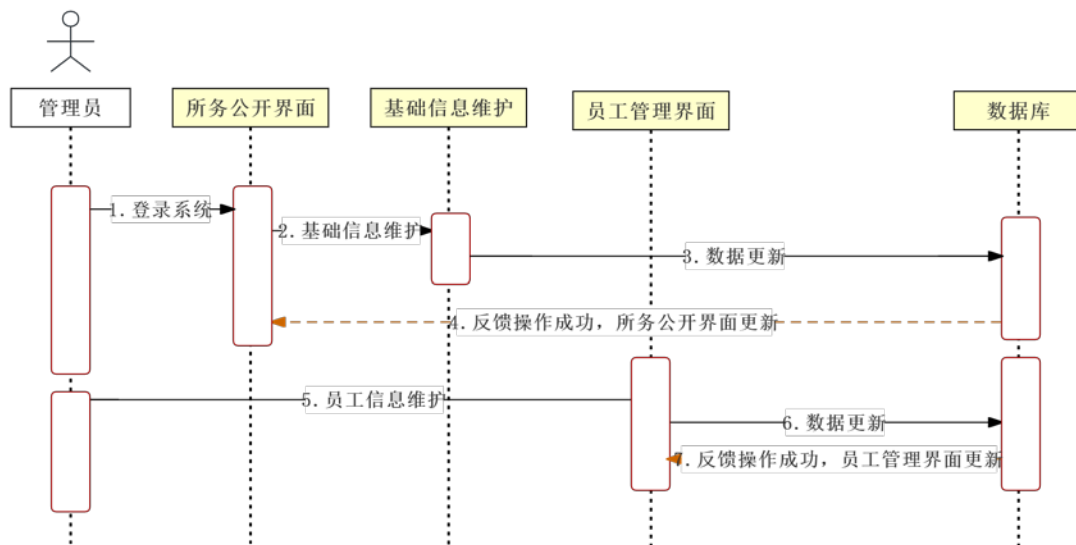 管理员
所务公开界面
基础信息维护
员工管理界面
数据库
1.登录系统
2.基础信息维护
3.数据更新
4.反馈操作成功，所务公开界面更新
5.员工信息维护
6.数据更新
7.反馈操作成功，员工管理界面更新